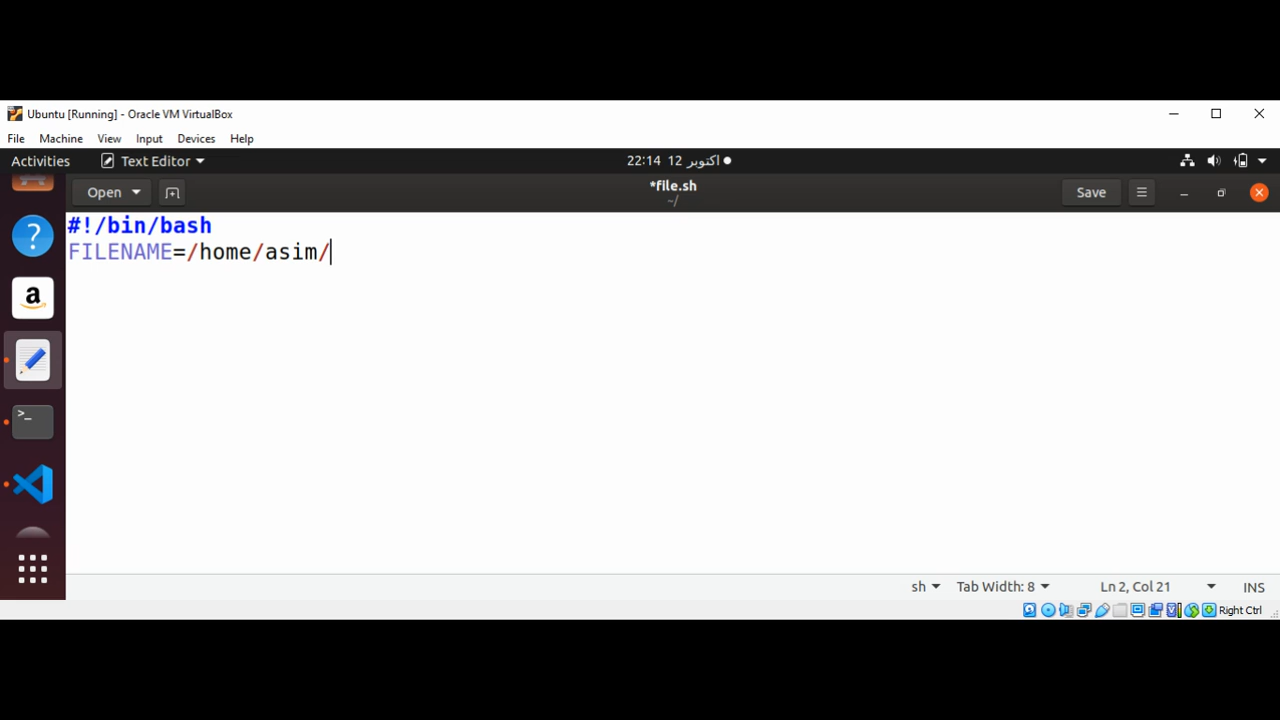 Ubuntu [Running] - Oracle VM VirtualBox
File Machine View Input Devices Help
Activities Text Editor 22:14 12 اکتوبر
Open *file.sh Save
~/
#!/bin/bash
FILENAME=/home/asim/
sh Tab Width: 8 Ln 2, Col 21 INS
Right Ctrl